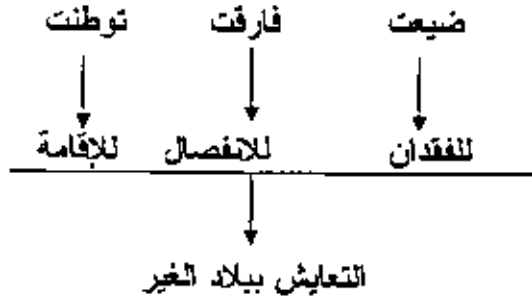 ضيعت فارقت توطنت
للفقدان للانفصال للإقامة
التعايش ببلاد الغير